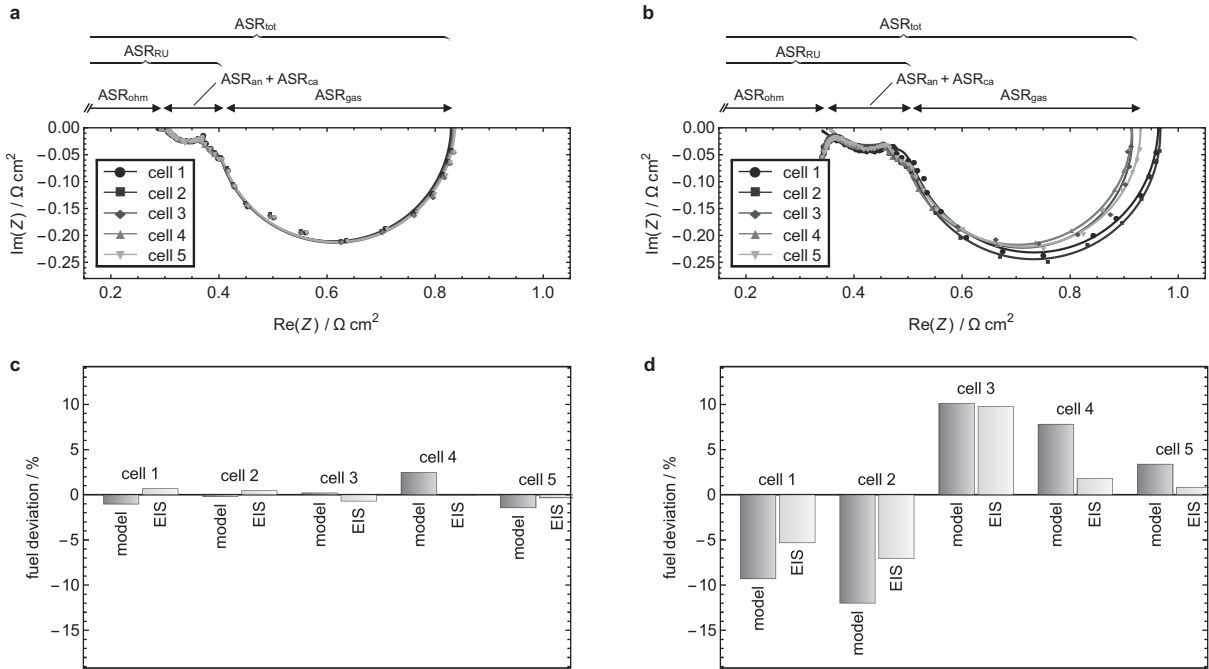 a
ASRtot
ASRRU
ASRan + ASRca
ASRohm
ASRgas
0.00
−0.05
−0.10
−0.15
−0.20
−0.25
Im(Z) / Ω cm²
cell 1
cell 2
cell 3
cell 4
cell 5
0.2 0.4 0.6 0.8 1.0
Re(Z) / Ω cm²
b
ASRtot
ASRRU
ASRan + ASRca
ASRohm
ASRgas
0.00
−0.05
−0.10
−0.15
−0.20
−0.25
Im(Z) / Ω cm²
cell 1
cell 2
cell 3
cell 4
cell 5
0.2 0.4 0.6 0.8 1.0
Re(Z) / Ω cm²
c
10
5
0
−5
−10
−15
fuel deviation / %
cell 1
model
EIS
cell 2
model
EIS
cell 3
model
EIS
cell 4
model
EIS
cell 5
model
EIS
d
10
5
0
−5
−10
−15
fuel deviation / %
cell 1
model
EIS
cell 2
model
EIS
cell 3
model
EIS
cell 4
model
EIS
cell 5
model
EIS